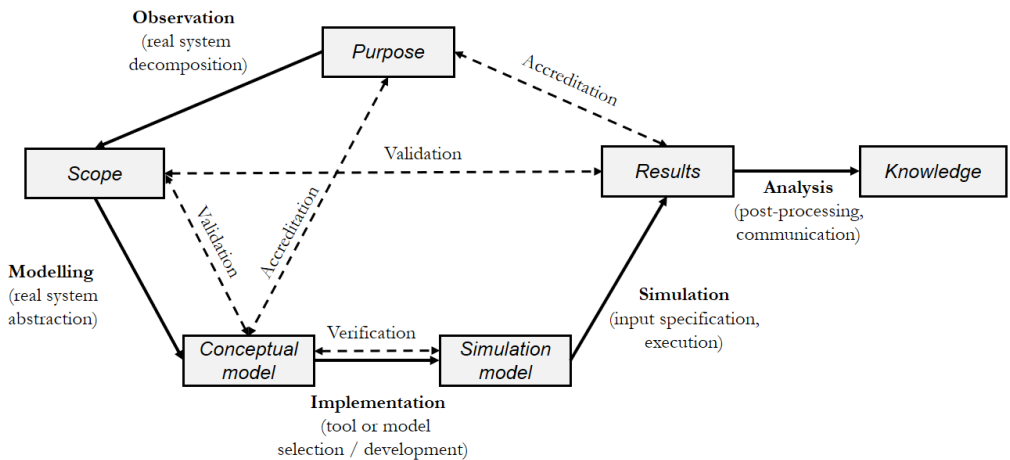 Observation
(real system
decomposition)
Purpose
Accreditation
Scope
Validation
Results
Knowledge
Analysis
(post-processing,
communication)
Validation
Accreditation
Modelling
(real system
abstraction)
Simulation
(input specification,
execution)
Conceptual
model
Verification
Simulation
model
Implementation
(tool or model
selection / development)